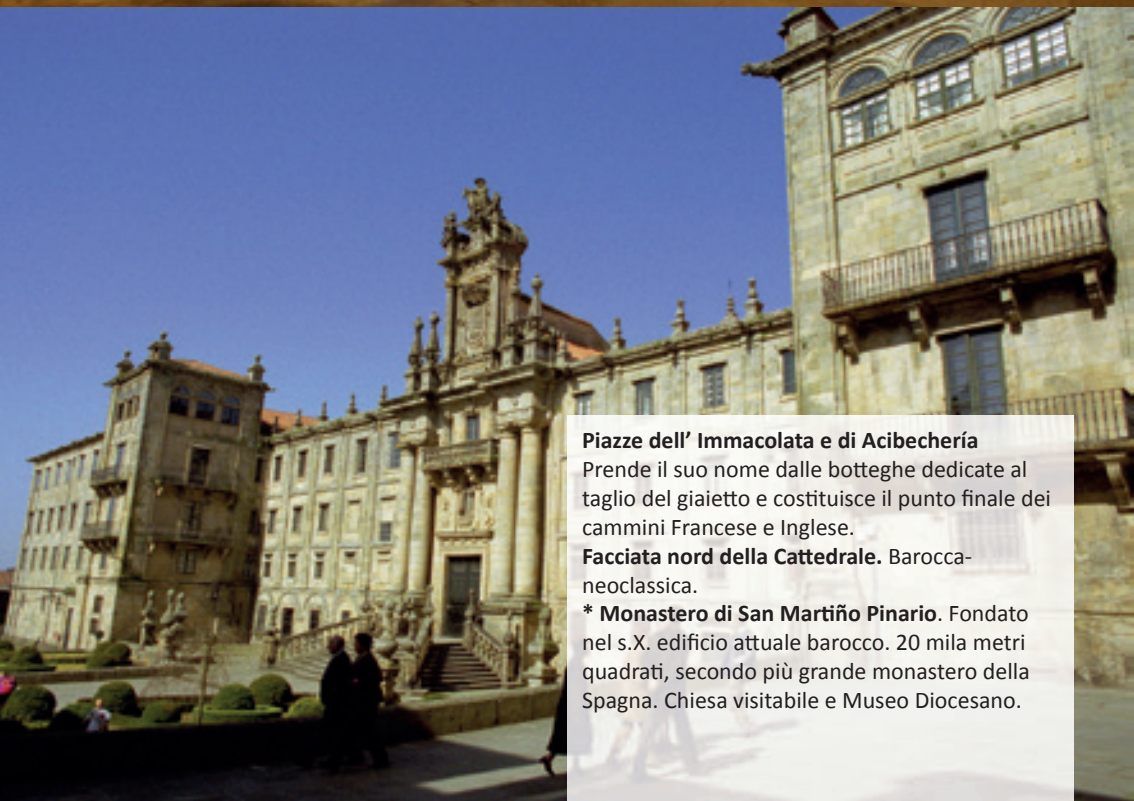 Piazze dell’ Immacolata e di Acibechería
Prende il suo nome dalle botteghe dedicate al
taglio del giaietto e costituisce il punto finale dei
cammini Francese e Inglese.
Facciata nord della Cattedrale. Barocca-
neoclassica.
* Monastero di San Martiño Pinario. Fondato
nel s.X. edificio attuale barocco. 20 mila metri
quadrati, secondo più grande monastero della
Spagna. Chiesa visitabile e Museo Diocesano.